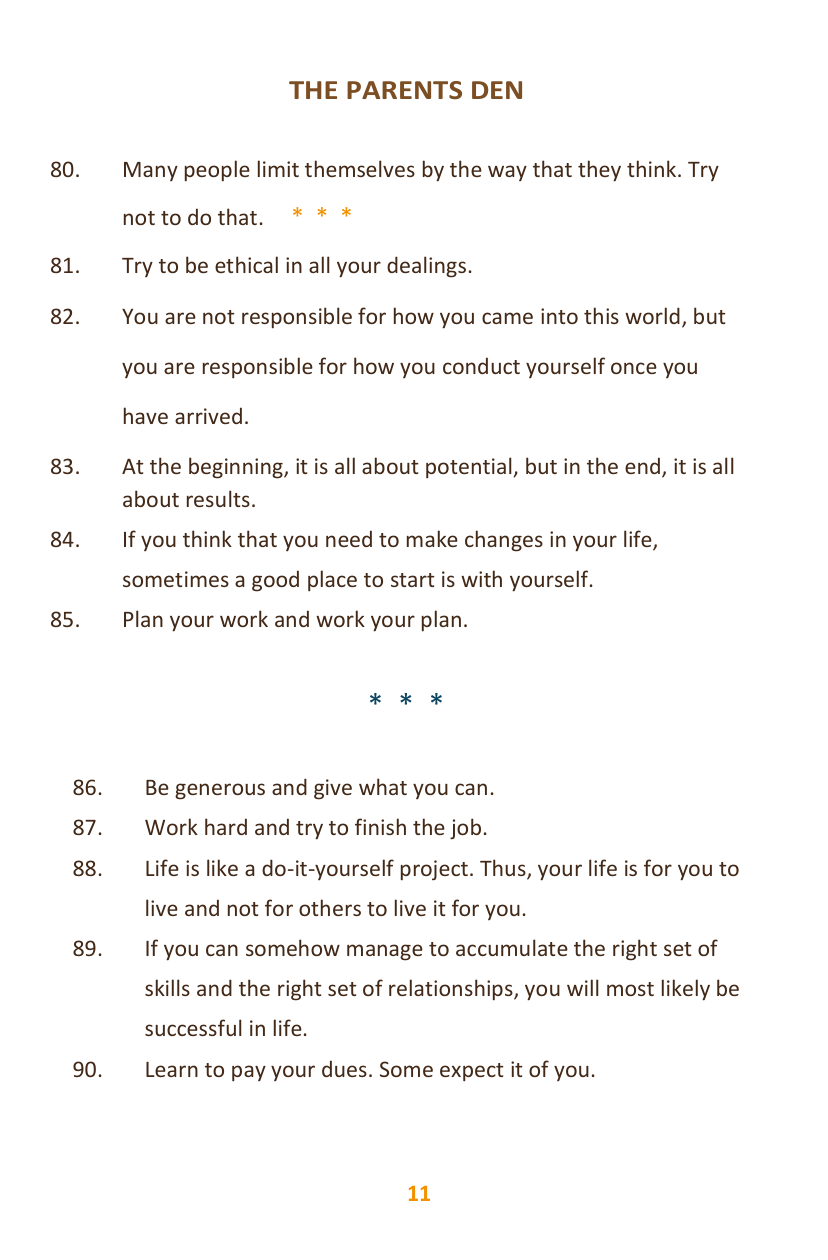 THE PARENTS DEN
80. Many people limit themselves by the way that they think. Try
not to do that. * * *
81. Try to be ethical in all your dealings.
82. You are not responsible for how you came into this world, but
you are responsible for how you conduct yourself once you
have arrived.
83. At the beginning, it is all about potential, but in the end, it is all
about results.
84. If you think that you need to make changes in your life,
sometimes a good place to start is with yourself.
85. Plan your work and work your plan.
* * *
86. Be generous and give what you can.
87. Work hard and try to finish the job.
88. Life is like a do-it-yourself project. Thus, your life is for you to
live and not for others to live it for you.
89. If you can somehow manage to accumulate the right set of
skills and the right set of relationships, you will most likely be
successful in life.
90. Learn to pay your dues. Some expect it of you.
11